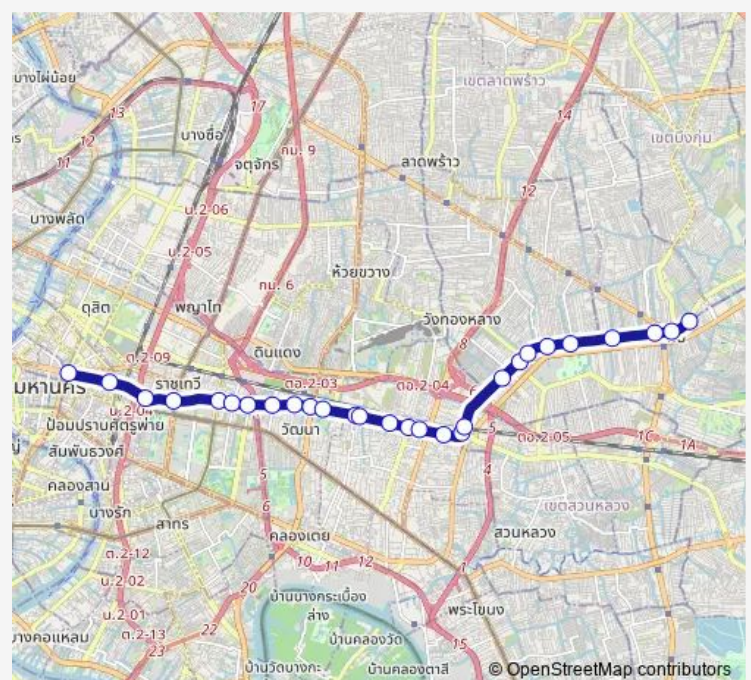 บางไผ่น้อย
เขตลาดพร้าว
17
13
14
12
บางซื่อ
กม. 9
เขตบึงกุ่ม
11
จตุจักร
ลาดพร้าว
12
น.2-06
บางพลัด
น.2-05
กม. 6
ห้วยขวาง
ดุสิต
พญาไท
วังทองหลาง
ดินแดง
8
ต.2-09
มหานคร
ราชเทวี
ตอ.2-03
ตอ.2-04
6
ป้อมปราบศัตรูพ่าย
วัฒนา
5
ตอ.2-05
1C
1A
สัมพันธวงศ์
คลองสาน
5
4
บางรัก
6
เขตสวนหลวง
สาทร
คลองเตย
สวนหลวง
ต.2-12
10
11
12
น.2-02
20
บ้านบางกระเบื้อง
ล่าง
1
พระโขนง
น.2-01
22
บางคอแหลม
ต.2-13
23
บ้านคลองวัด
15
บ้านวัดบางกะ
บ้านคลองตาสี
© OpenStreetMap contributors